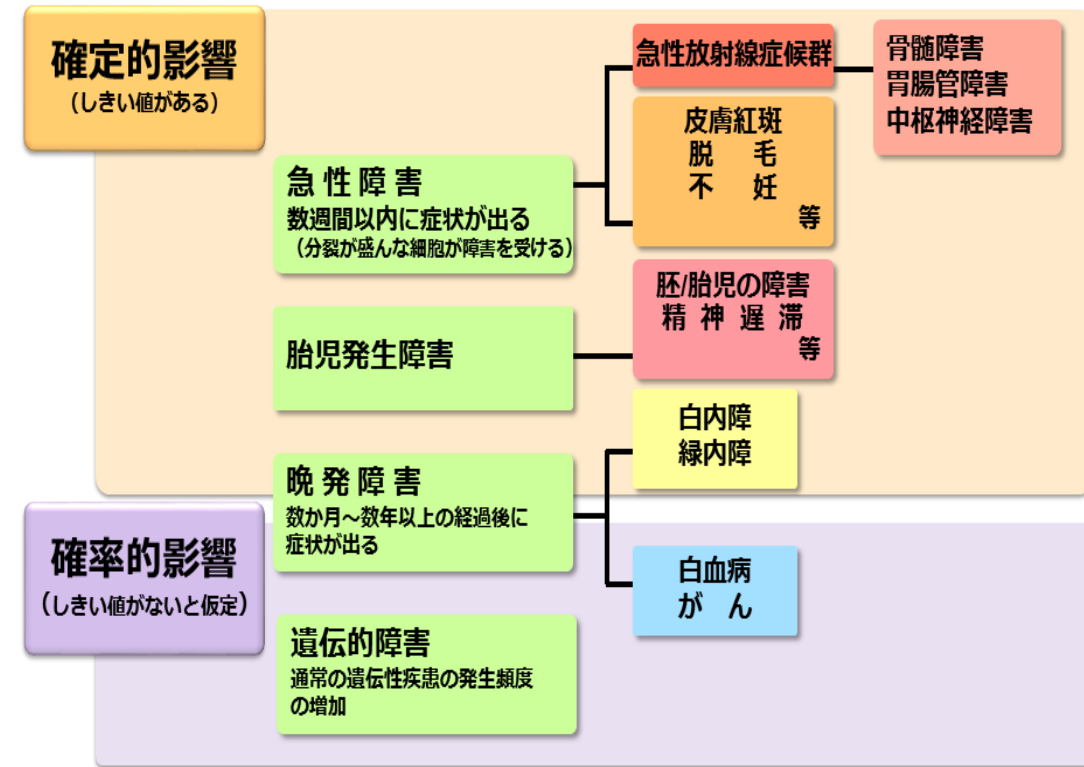 確定的影響
(しきい値がある)
急性障害
数週間以内に症状が出る
(分裂が盛んな細胞が障害を受ける)
急性放射線症候群
骨髄障害
胃腸管障害
中枢神経障害
皮膚紅斑
脱 毛
不 妊
等
胎児発生障害
胚/胎児の障害
精神遅滞
等
晩発障害
数か月～数年以上の経過後に
症状が出る
白内障
緑内障
白血病
が ん
確率的影響
(しきい値がないと仮定)
遺伝的障害
通常の遺伝性疾患の発生頻度
の増加